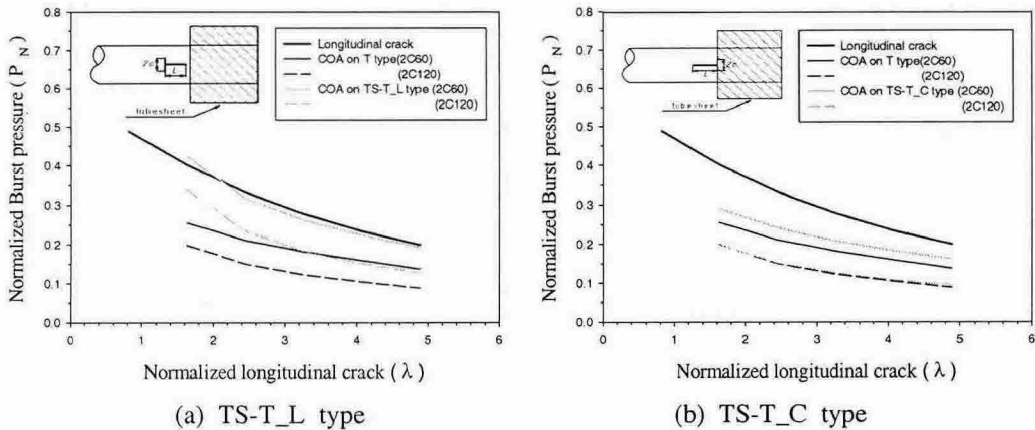 Normalized Burst pressure ( P N )
0.8
0.7
0.6
0.5
0.4
0.3
0.2
0.1
0.0
0 1 2 3 4 5 6
Normalized longitudinal crack ( λ )
L
tubesheet
Longitudinal crack
COA on T type(2C60)
(2C120)
COA on TS-T_L type (2C60)
(2C120)
(a) TS-T_L type
Normalized Burst pressure ( P N )
0.8
0.7
0.6
0.5
0.4
0.3
0.2
0.1
0.0
0 1 2 3 4 5 6
Normalized longitudinal crack ( λ )
L
tubesheet
Longitudinal crack
COA on T type(2C60)
(2C120)
COA on TS-T_C type (2C60)
(2C120)
(b) TS-T_C type